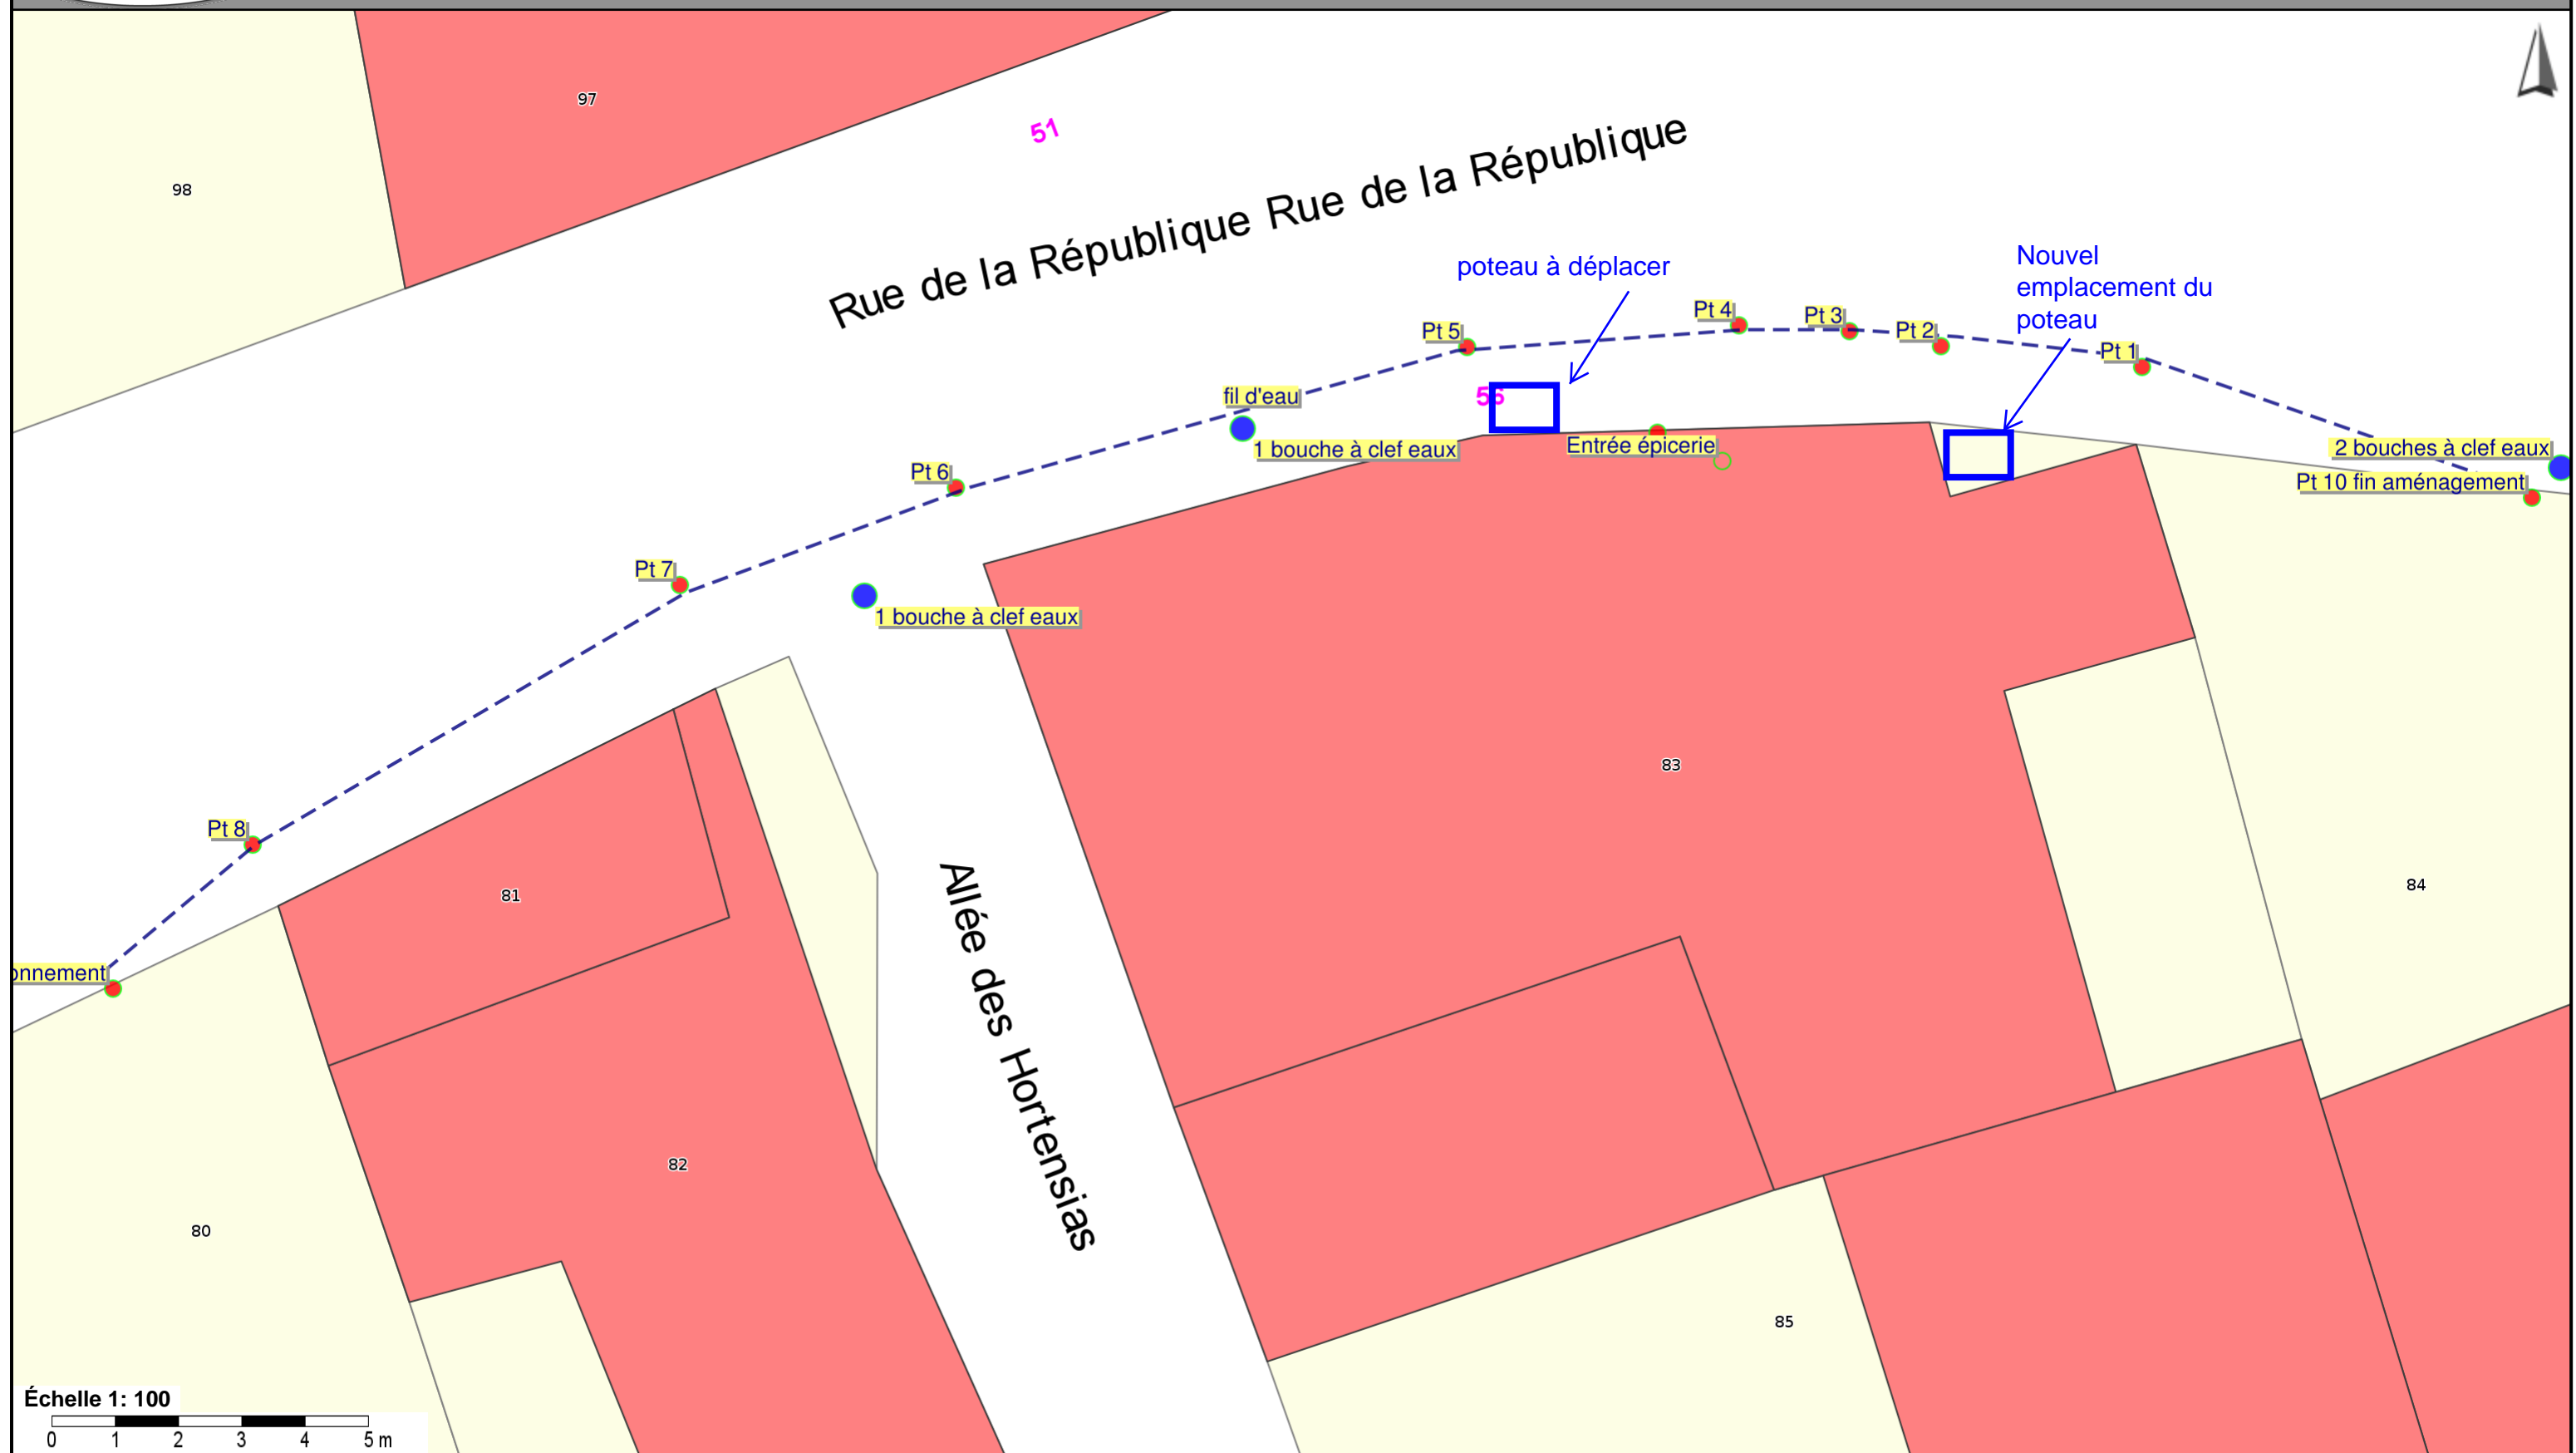 97
51
98
Rue de la République Rue de la République
Nouvel
emplacement du
poteau
poteau à déplacer
Pt 4
Pt 3
Pt 5
Pt 2
Pt 1
fil d'eau
55
1 bouche à clef eaux
Entrée épicerie
2 bouches à clef eaux
Pt 6
Pt 10 fin aménagement
Pt 7
1 bouche à clef eaux
83
Pt 8
81
84
Allée des Hortensias
onnement
82
80
85
Échelle 1: 100
0 1 2 3 4 5 m